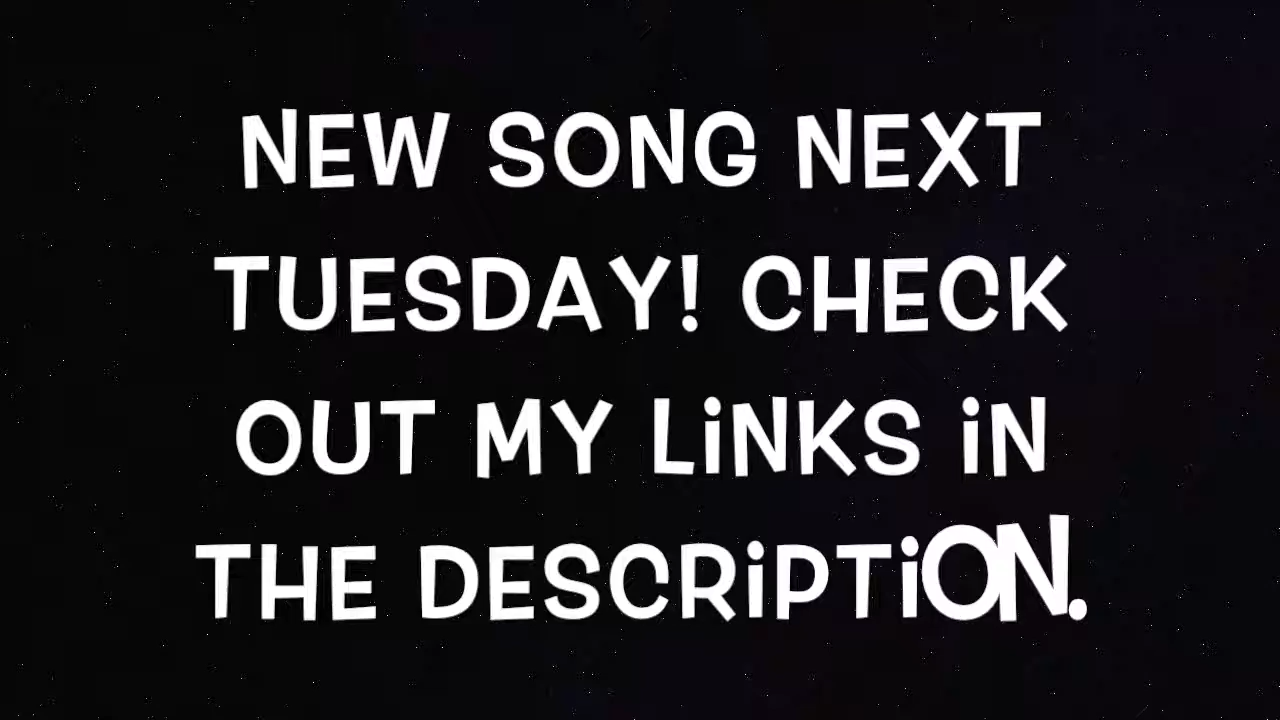 NEW SONG NEXT
TUESDAY! CHECK
OUT MY LiNKS iN
THE DESCRiPTiON.